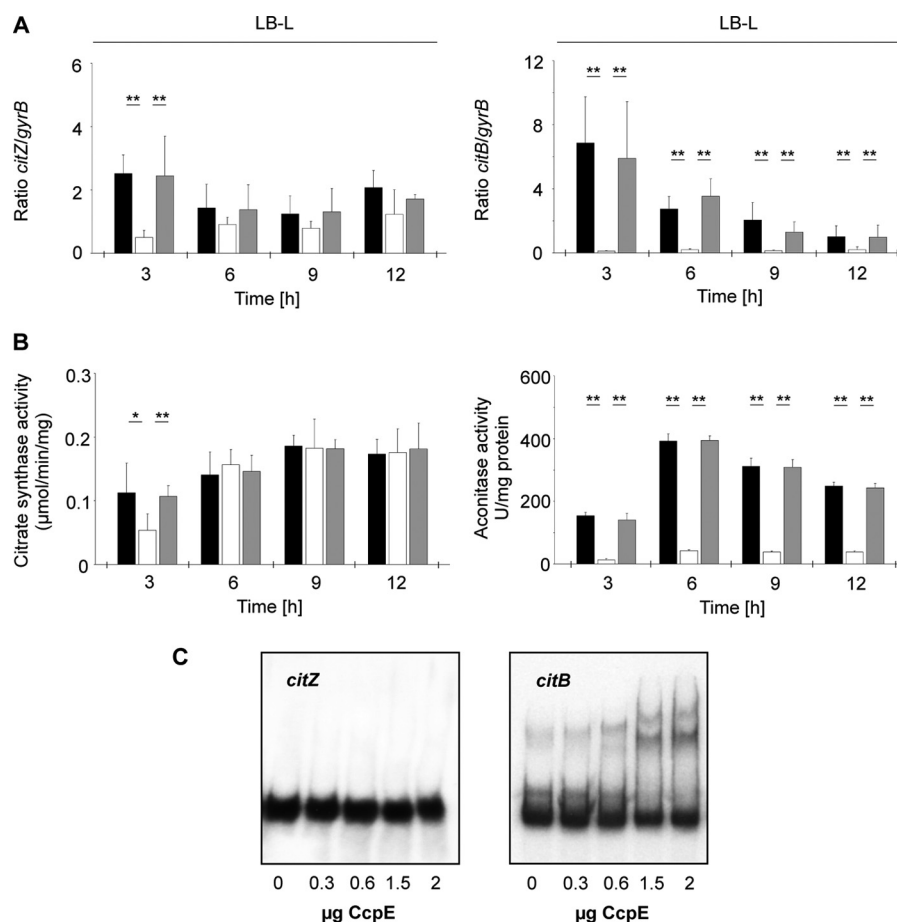 A
LB-L
LB-L
Ratio citZ/gyrB
6
4
2
0
** **
3 6 9 12
Time [h]
Ratio citB/gyrB
12
8
4
0
** ** ** ** ** ** ** **
3 6 9 12
Time [h]
B
Citrate synthase activity
(µmol/min/mg)
0.3
0.2
0.1
0
* **
3 6 9 12
Time [h]
Aconitase activity
U/mg protein
600
400
200
0
** ** ** ** ** ** ** **
3 6 9 12
Time [h]
C
citZ
0 0.3 0.6 1.5 2
µg CcpE
citB
0 0.3 0.6 1.5 2
µg CcpE